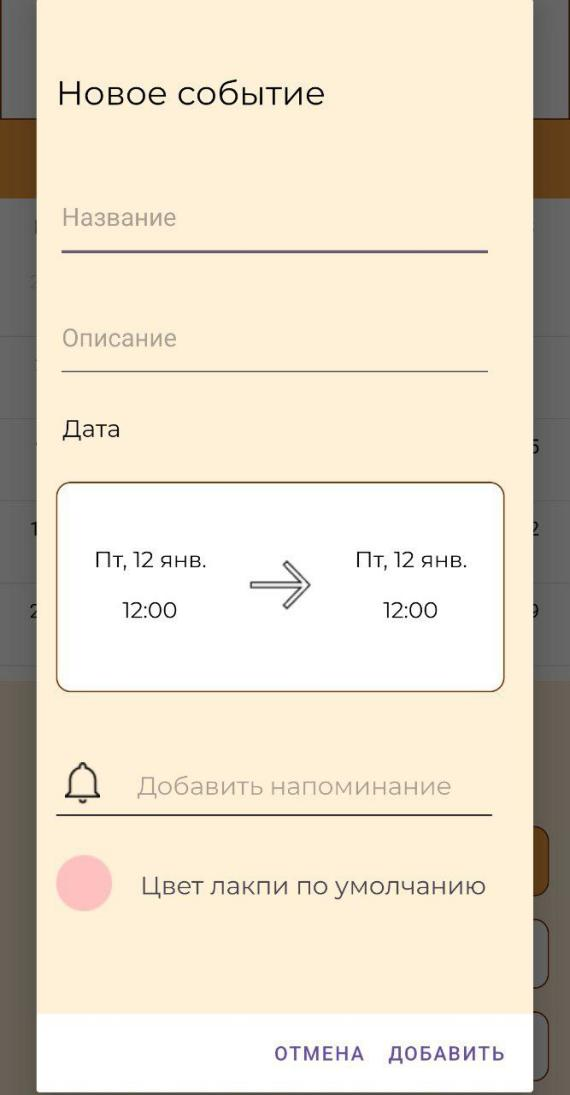 Новое событие
Название
Описание
Дата
Пт, 12 янв.
12:00
Пт, 12 янв.
12:00
Добавить напоминание
Цвет лакпи по умолчанию
ОТМЕНА ДОБАВИТЬ